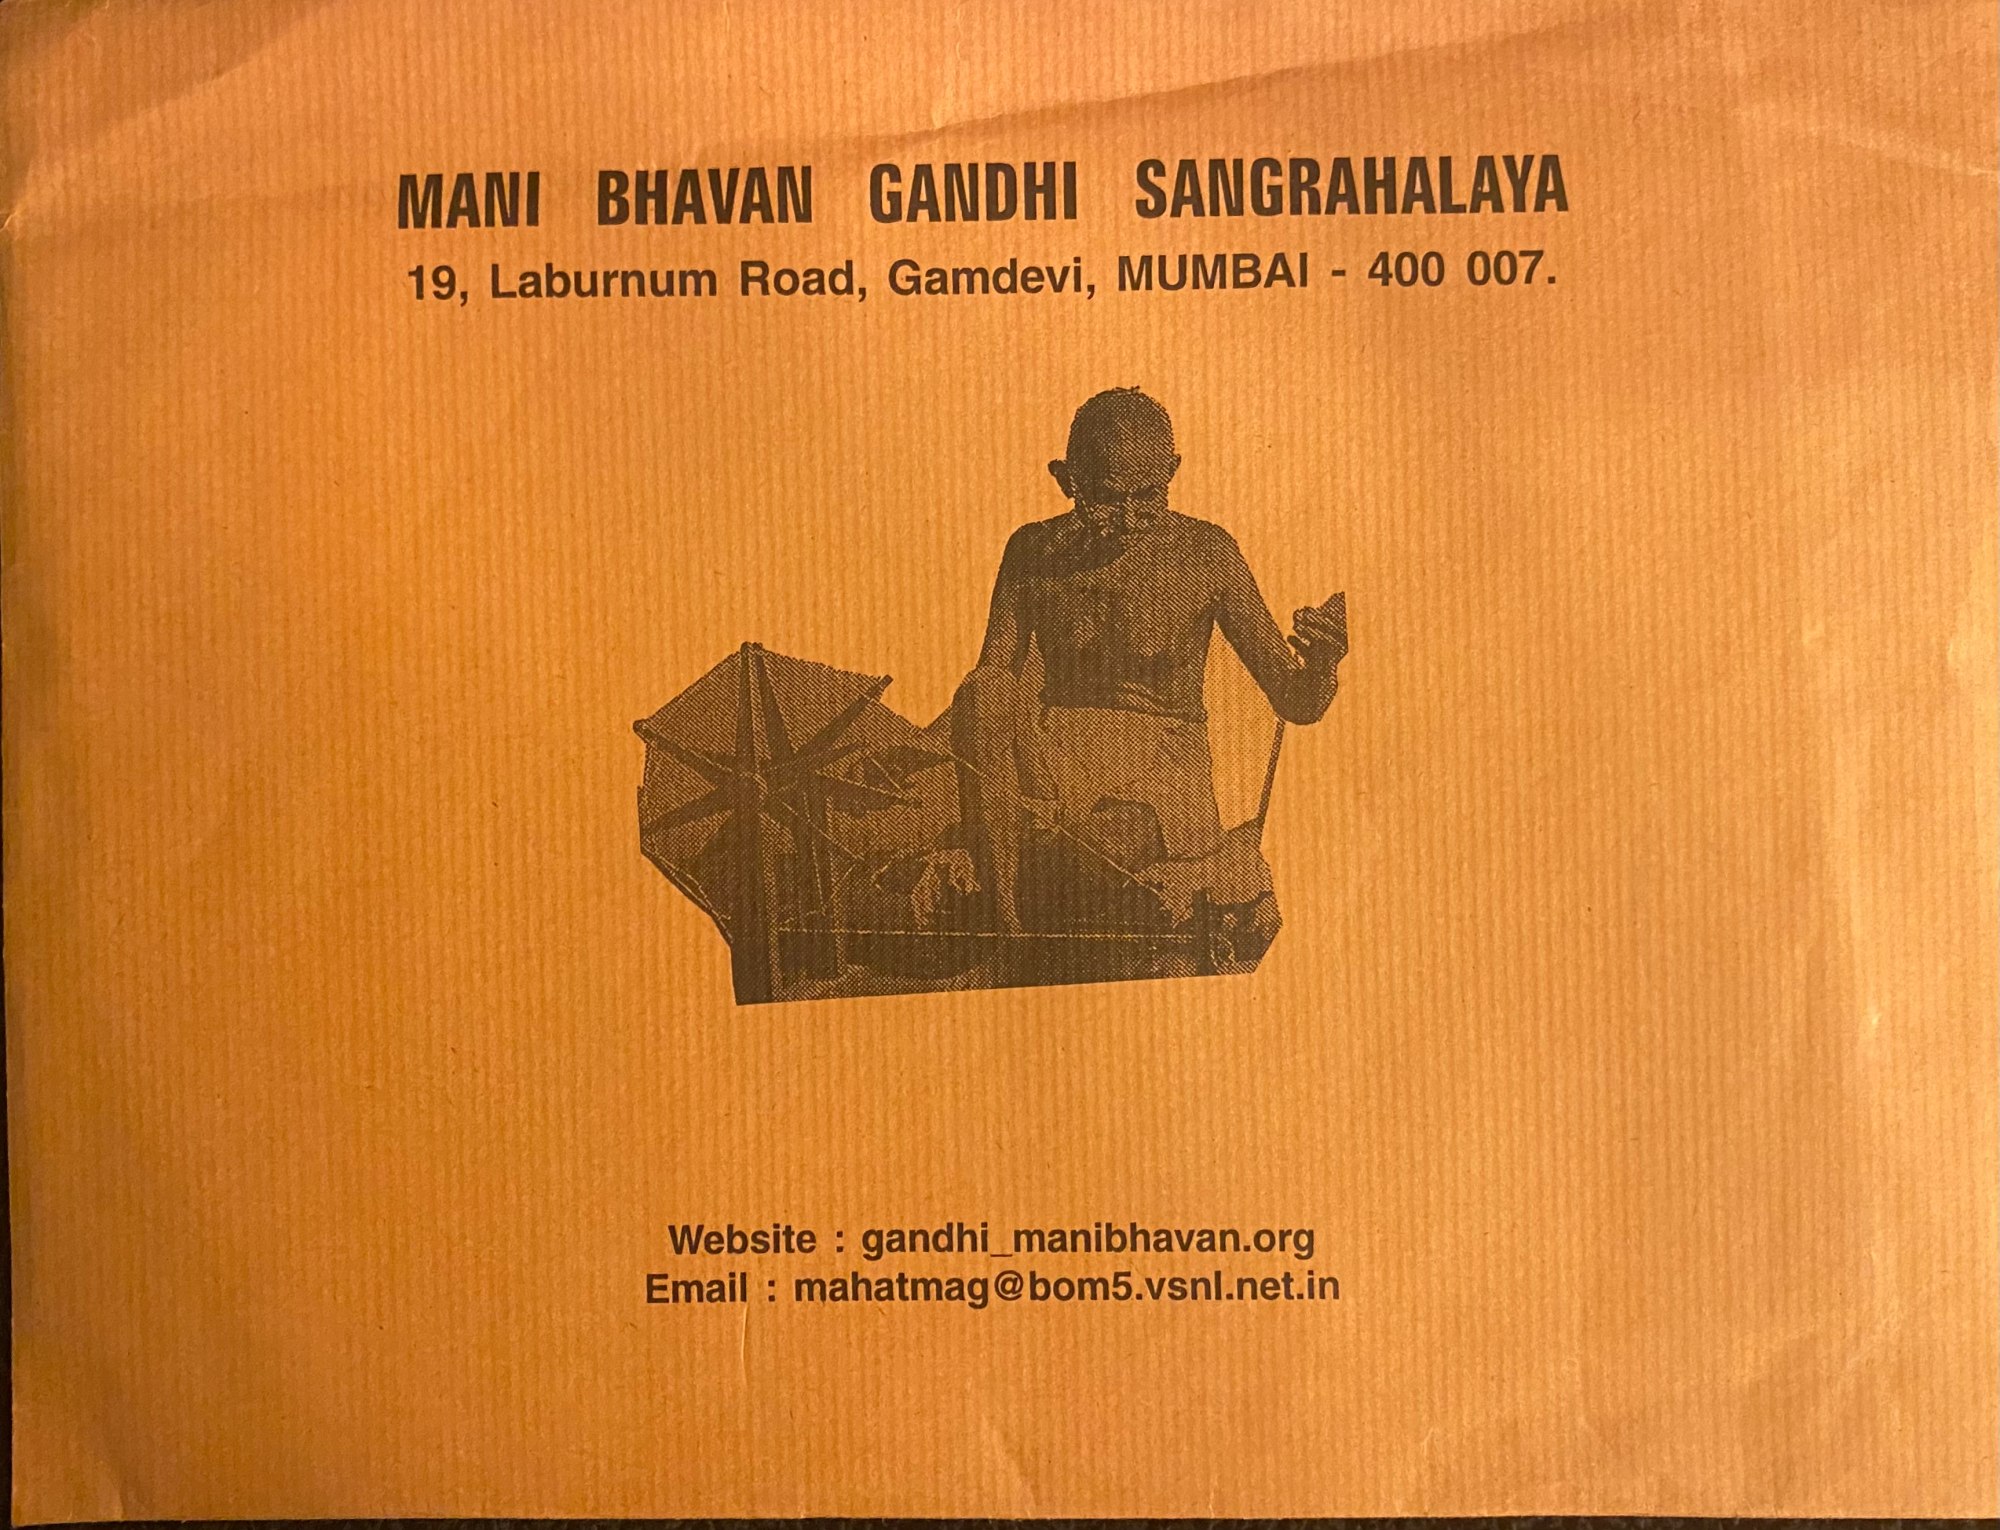 MANI BHAVAN GANDHI SANGRAHALAYA
19, Laburnum Road, Gamdevi, MUMBAI - 400 007.
Website : gandhi_manibhavan.org
Email : mahatmag@bom5.vsnl.net.in